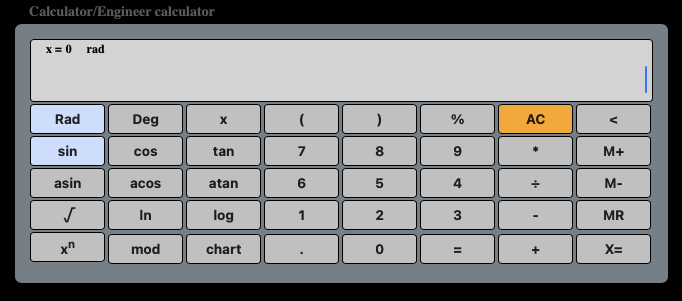 Calculator/Engineer calculator
x = 0 rad
Rad Deg x ( ) % AC <
sin cos tan 7 8 9 * M+
asin acos atan 6 5 4 ÷ M-
√ ln log 1 2 3 - MR
xⁿ mod chart . 0 = + X=